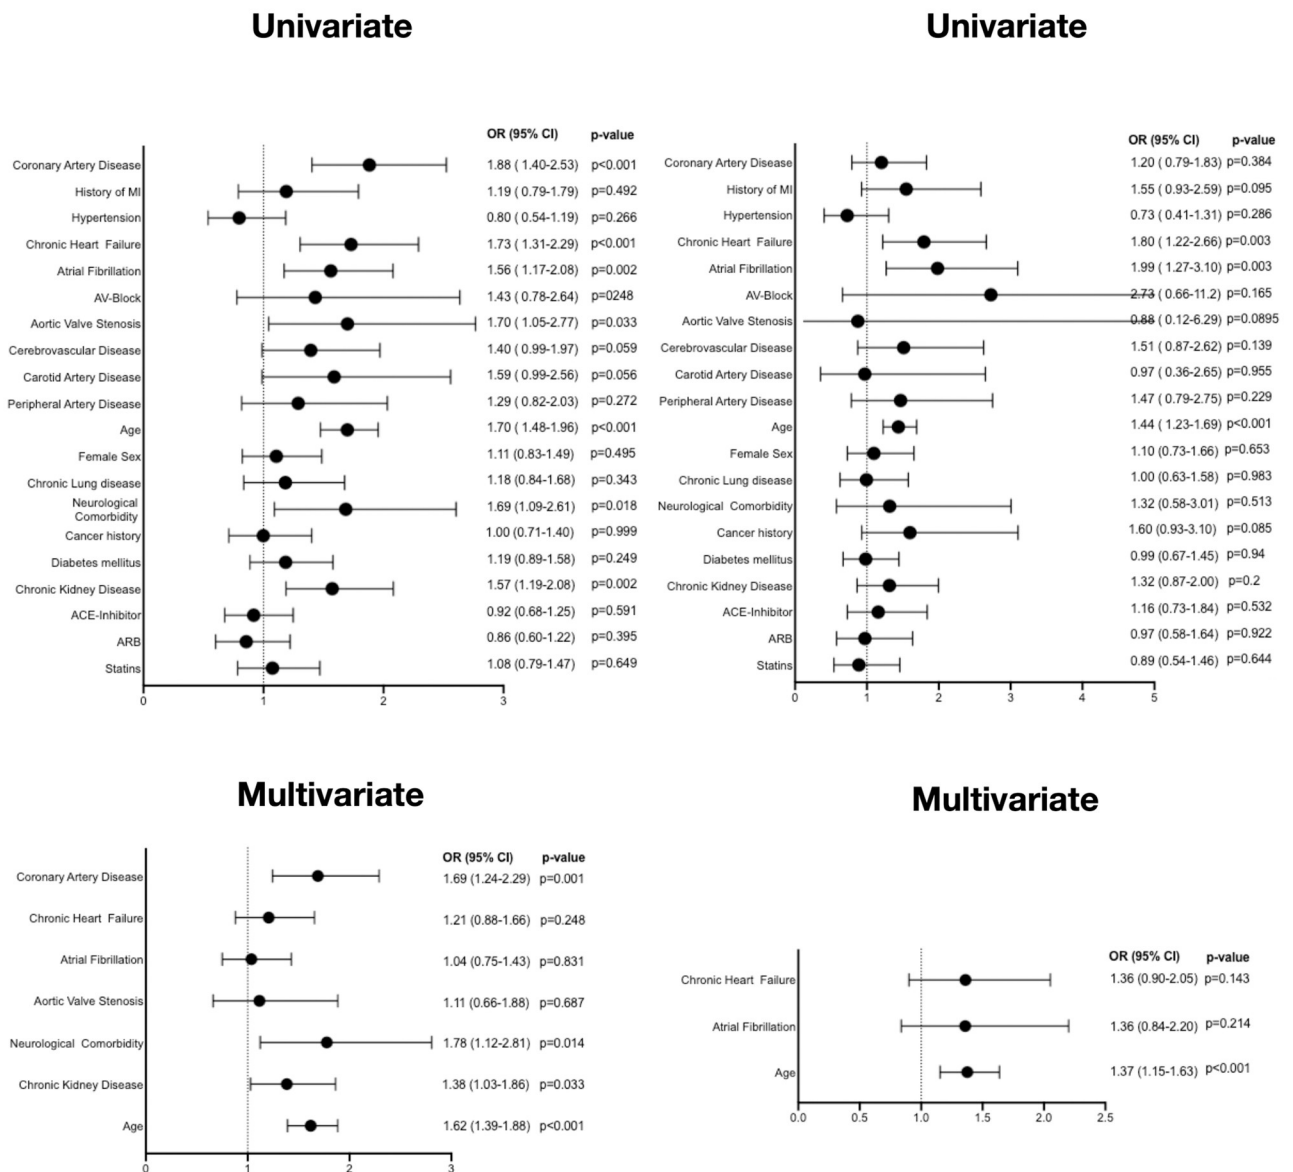 Univariate
OR (95% CI) p-value
Coronary Artery Disease 1.88 ( 1.40-2.53) p<0.001
History of MI 1.19 (0.79-1.79) p=0.492
Hypertension 0.80 (0.54-1.19) p=0.266
Chronic Heart Failure 1.73 ( 1.31-2.29) p<0.001
Atrial Fibrillation 1.56 ( 1.17-2.08) p=0.002
AV-Block 1.43 ( 0.78-2.64) p=0248
Aortic Valve Stenosis 1.70 ( 1.05-2.77) p=0.033
Cerebrovascular Disease 1.40 ( 0.99-1.97) p=0.059
Carotid Artery Disease 1.59 ( 0.99-2.56) p=0.056
Peripheral Artery Disease 1.29 ( 0.82-2.03) p=0.272
Age 1.70 ( 1.48-1.96) p<0.001
Female Sex 1.11 (0.83-1.49) p=0.495
Chronic Lung disease 1.18 (0.84-1.68) p=0.343
Neurological
Comorbidity 1.69 (1.09-2.61) p=0.018
Cancer history 1.00 (0.71-1.40) p=0.999
Diabetes mellitus 1.19 (0.89-1.58) p=0.249
Chronic Kidney Disease 1.57 (1.19-2.08) p=0.002
ACE-Inhibitor 0.92 (0.68-1.25) p=0.591
ARB 0.86 (0.60-1.22) p=0.395
Statins 1.08 (0.79-1.47) p=0.649
0 1 2 3
Univariate
OR (95% CI) p-value
Coronary Artery Disease 1.20 ( 0.79-1.83) p=0.384
History of MI 1.55 (0.93-2.59) p=0.095
Hypertension 0.73 ( 0.41-1.31) p=0.286
Chronic Heart Failure 1.80 ( 1.22-2.66) p=0.003
Atrial Fibrillation 1.99 ( 1.27-3.10) p=0.003
AV-Block 2.73 ( 0.66-11.2) p=0.165
Aortic Valve Stenosis 0.88 ( 0.12-6.29) p=0.0895
Cerebrovascular Disease 1.51 ( 0.87-2.62) p=0.139
Carotid Artery Disease 0.97 ( 0.36-2.65) p=0.955
Peripheral Artery Disease 1.47 ( 0.79-2.75) p=0.229
Age 1.44 ( 1.23-1.69) p<0.001
Female Sex 1.10 (0.73-1.66) p=0.653
Chronic Lung disease 1.00 (0.63-1.58) p=0.983
Neurological Comorbidity 1.32 (0.58-3.01) p=0.513
Cancer history 1.60 (0.93-3.10) p=0.085
Diabetes mellitus 0.99 (0.67-1.45) p=0.94
Chronic Kidney Disease 1.32 (0.87-2.00) p=0.2
ACE-Inhibitor 1.16 (0.73-1.84) p=0.532
ARB 0.97 (0.58-1.64) p=0.922
Statins 0.89 (0.54-1.46) p=0.644
0 1 2 3 4 5
Multivariate
OR (95% CI) p-value
Coronary Artery Disease 1.69 (1.24-2.29) p=0.001
Chronic Heart Failure 1.21 (0.88-1.66) p=0.248
Atrial Fibrillation 1.04 (0.75-1.43) p=0.831
Aortic Valve Stenosis 1.11 (0.66-1.88) p=0.687
Neurological Comorbidity 1.78 (1.12-2.81) p=0.014
Chronic Kidney Disease 1.38 (1.03-1.86) p=0.033
Age 1.62 (1.39-1.88) p<0.001
0 1 2 3
Multivariate
OR (95% CI) p-value
Chronic Heart Failure 1.36 (0.90-2.05) p=0.143
Atrial Fibrillation 1.36 (0.84-2.20) p=0.214
Age 1.37 (1.15-1.63) p<0.001
0.0 0.5 1.0 1.5 2.0 2.5